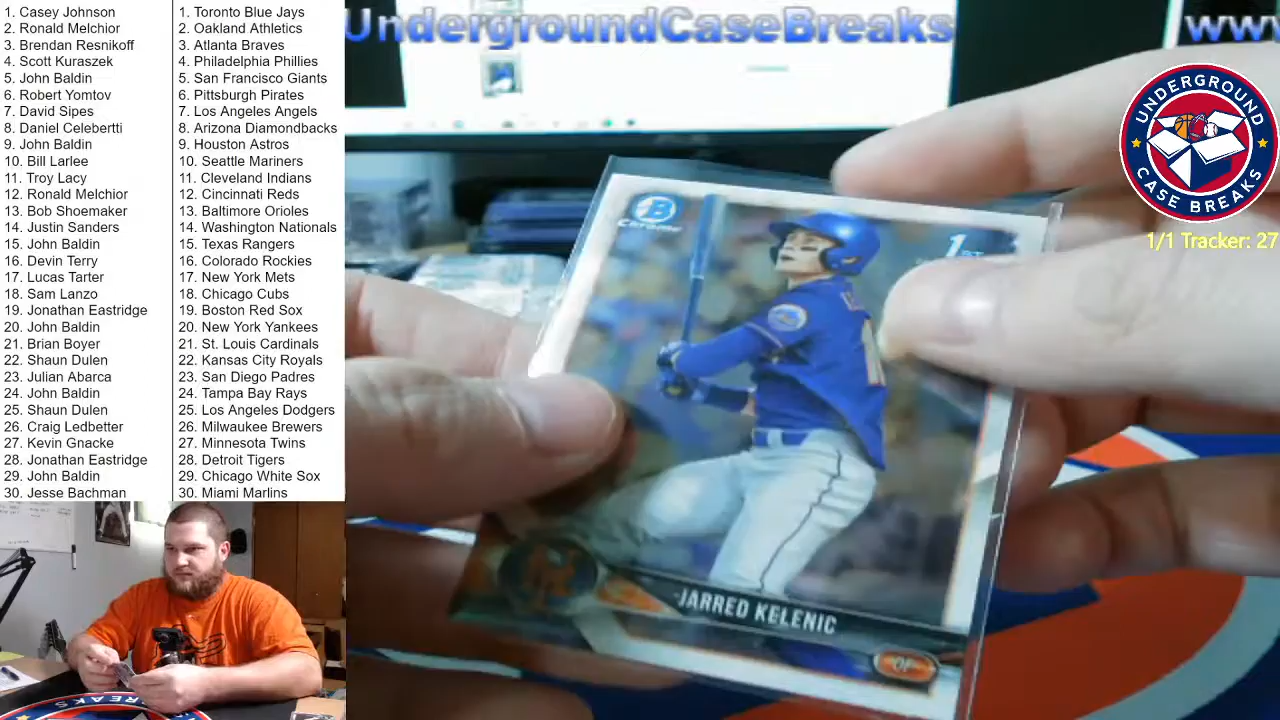 1. Casey Johnson
2. Ronald Melchior
3. Brendan Resnikoff
4. Scott Kuraszek
5. John Baldin
6. Robert Yomtov
7. David Sipes
8. Daniel Celebertti
9. John Baldin
10. Bill Larlee
11. Troy Lacy
12. Ronald Melchior
13. Bob Shoemaker
14. Justin Sanders
15. John Baldin
16. Devin Terry
17. Lucas Tarter
18. Sam Lanzo
19. Jonathan Eastridge
20. John Baldin
21. Brian Boyer
22. Shaun Dulen
23. Julian Abarca
24. John Baldin
25. Shaun Dulen
26. Craig Ledbetter
27. Kevin Gnacke
28. Jonathan Eastridge
29. John Baldin
30. Jesse Bachman
1. Toronto Blue Jays
2. Oakland Athletics
3. Atlanta Braves
4. Philadelphia Phillies
5. San Francisco Giants
6. Pittsburgh Pirates
7. Los Angeles Angels
8. Arizona Diamondbacks
9. Houston Astros
10. Seattle Mariners
11. Cleveland Indians
12. Cincinnati Reds
13. Baltimore Orioles
14. Washington Nationals
15. Texas Rangers
16. Colorado Rockies
17. New York Mets
18. Chicago Cubs
19. Boston Red Sox
20. New York Yankees
21. St. Louis Cardinals
22. Kansas City Royals
23. San Diego Padres
24. Tampa Bay Rays
25. Los Angeles Dodgers
26. Milwaukee Brewers
27. Minnesota Twins
28. Detroit Tigers
29. Chicago White Sox
30. Miami Marlins
UndergroundCaseBreaks
www
UNDERGROUND
CASE BREAKS
1/1 Tracker: 27
B
Chrome
1ST
JARRED KELENIC
OF
BREAKS